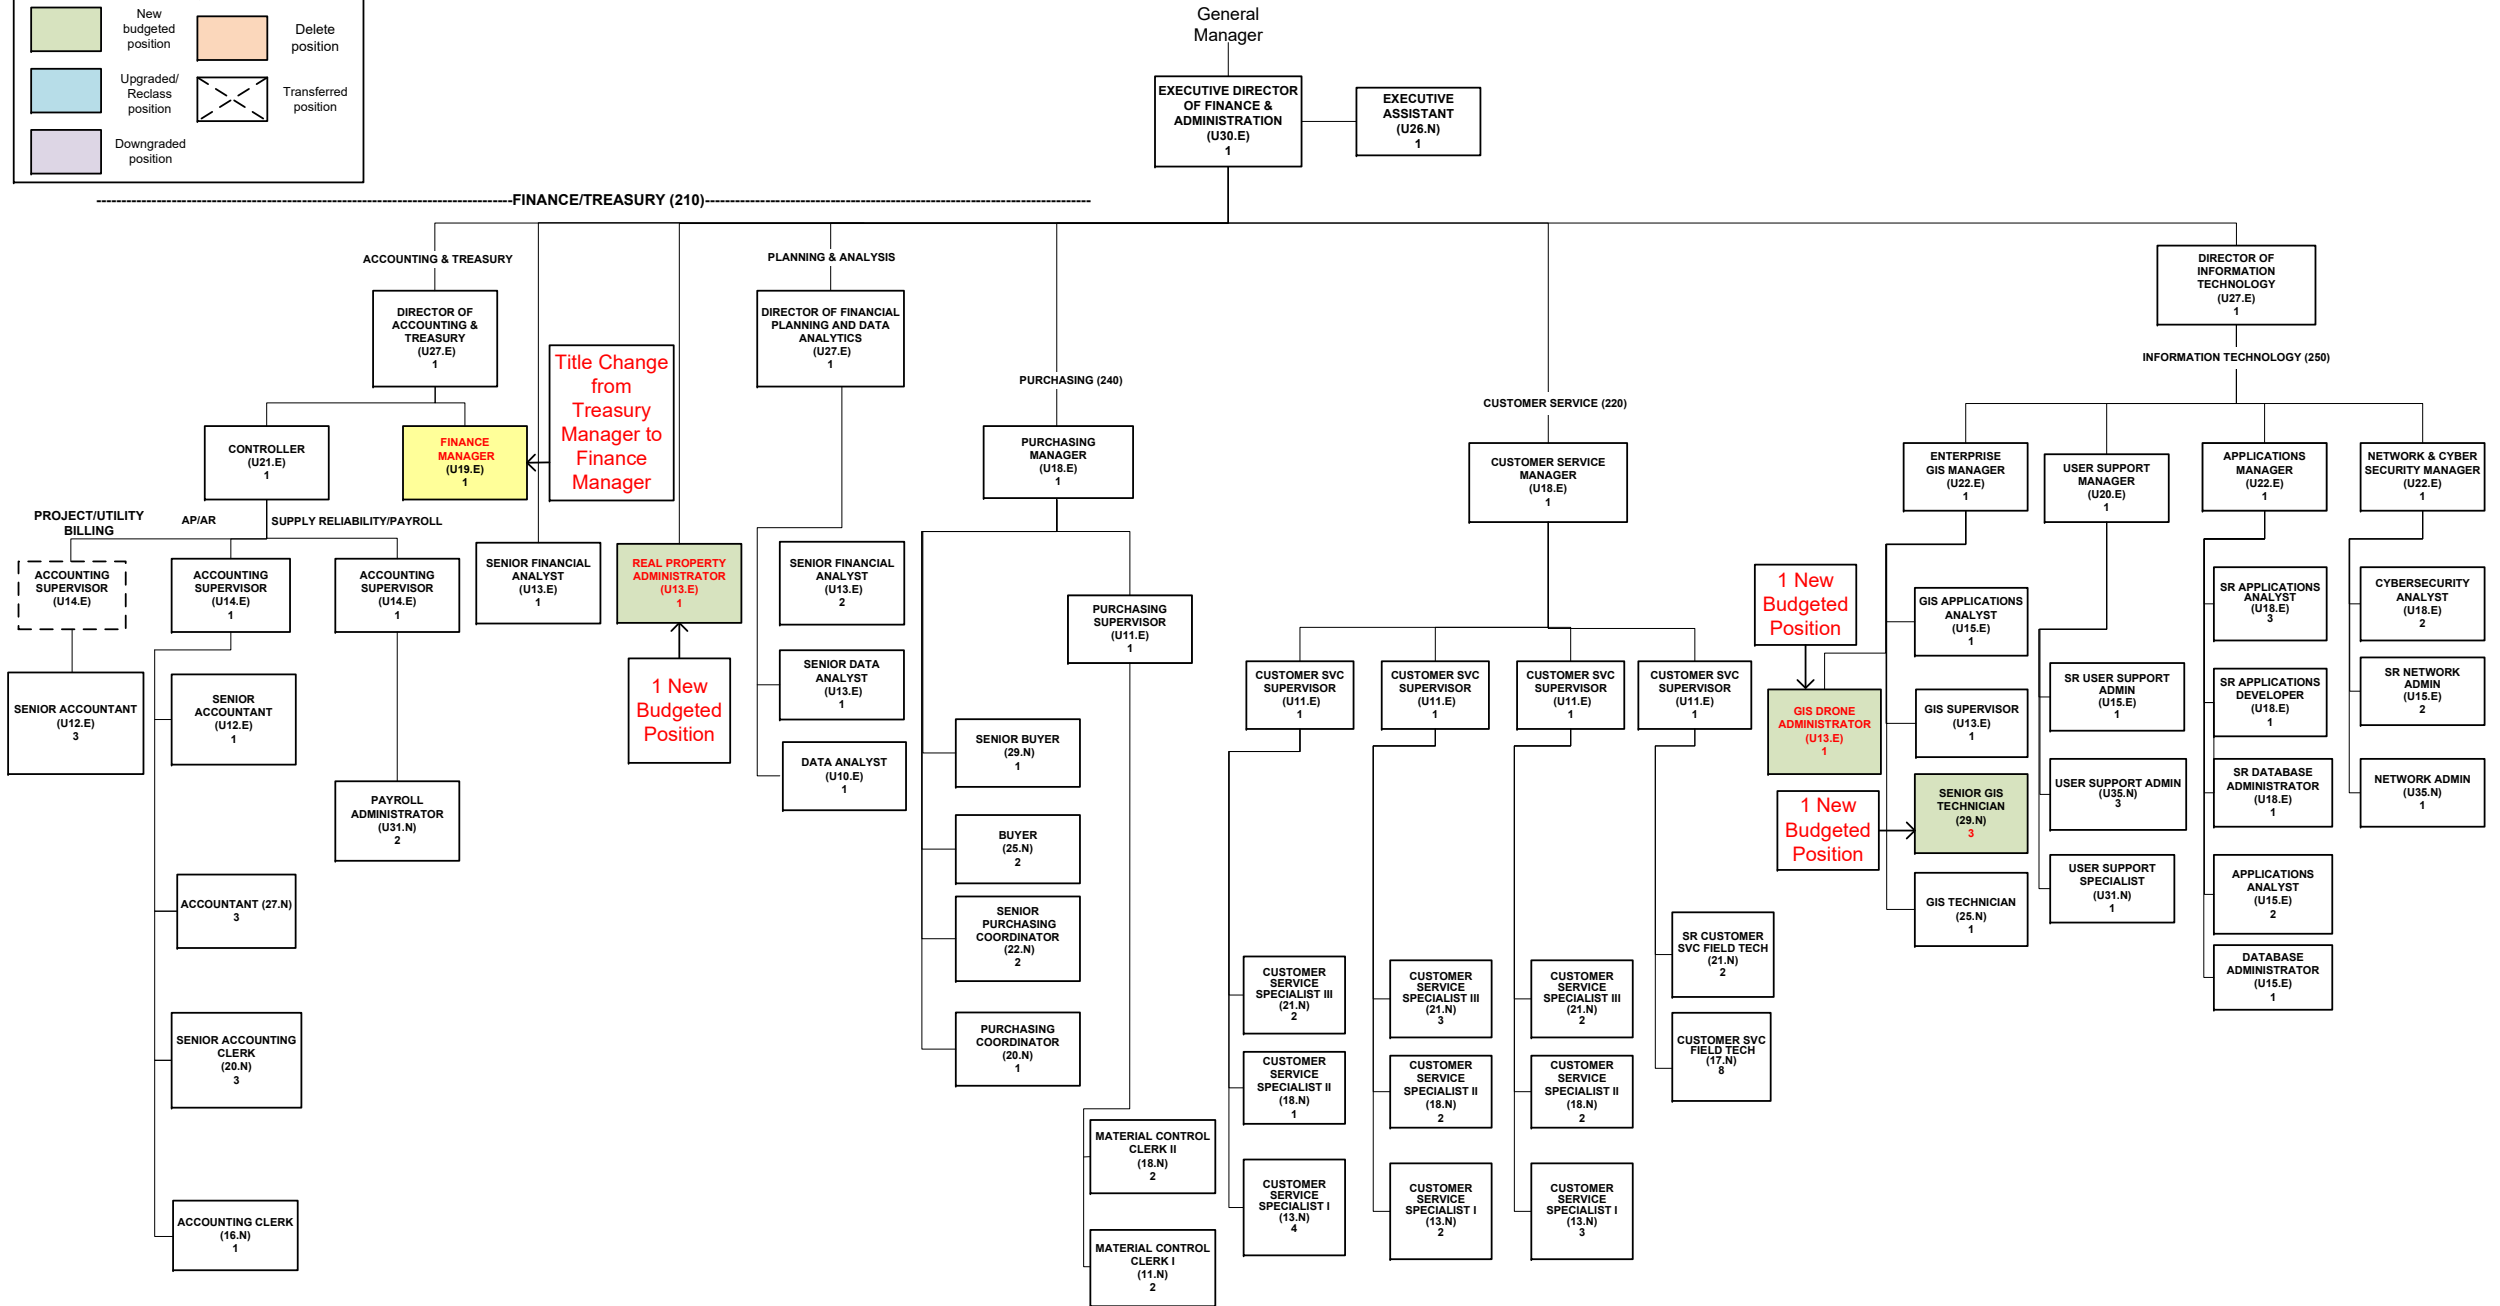 New
budgeted
position
Delete
position
Upgraded/
Reclass
position
Transferred
position
Downgraded
position
General
Manager
EXECUTIVE DIRECTOR
OF FINANCE &
ADMINISTRATION
(U30.E)
1
EXECUTIVE
ASSISTANT
(U26.N)
1
FINANCE/TREASURY (210)
ACCOUNTING & TREASURY
DIRECTOR OF
ACCOUNTING &
TREASURY
(U27.E)
1
CONTROLLER
(U21.E)
1
FINANCE
MANAGER
(U19.E)
1
Title Change
from
Treasury
Manager to
Finance
Manager
PROJECT/UTILITY
BILLING
AP/AR
SUPPLY RELIABILITY/PAYROLL
ACCOUNTING
SUPERVISOR
(U14.E)
ACCOUNTING
SUPERVISOR
(U14.E)
1
ACCOUNTING
SUPERVISOR
(U14.E)
1
SENIOR ACCOUNTANT
(U12.E)
3
SENIOR
ACCOUNTANT
(U12.E)
1
PAYROLL
ADMINISTRATOR
(U31.N)
2
ACCOUNTANT (27.N)
3
SENIOR ACCOUNTING
CLERK
(20.N)
3
ACCOUNTING CLERK
(16.N)
1
SENIOR FINANCIAL
ANALYST
(U13.E)
1
REAL PROPERTY
ADMINISTRATOR
(U13.E)
1
1 New
Budgeted
Position
PLANNING & ANALYSIS
DIRECTOR OF FINANCIAL
PLANNING AND DATA
ANALYTICS
(U27.E)
1
SENIOR FINANCIAL
ANALYST
(U13.E)
2
SENIOR DATA
ANALYST
(U13.E)
1
DATA ANALYST
(U10.E)
1
PURCHASING (240)
PURCHASING
MANAGER
(U18.E)
1
PURCHASING
SUPERVISOR
(U11.E)
1
SENIOR BUYER
(29.N)
1
BUYER
(25.N)
2
SENIOR
PURCHASING
COORDINATOR
(22.N)
2
PURCHASING
COORDINATOR
(20.N)
1
MATERIAL CONTROL
CLERK II
(18.N)
2
MATERIAL CONTROL
CLERK I
(11.N)
2
CUSTOMER SERVICE (220)
CUSTOMER SERVICE
MANAGER
(U18.E)
1
CUSTOMER SVC
SUPERVISOR
(U11.E)
1
CUSTOMER SVC
SUPERVISOR
(U11.E)
1
CUSTOMER SVC
SUPERVISOR
(U11.E)
1
CUSTOMER SVC
SUPERVISOR
(U11.E)
1
CUSTOMER
SERVICE
SPECIALIST III
(21.N)
2
CUSTOMER
SERVICE
SPECIALIST II
(18.N)
1
CUSTOMER
SERVICE
SPECIALIST I
(13.N)
4
CUSTOMER
SERVICE
SPECIALIST III
(21.N)
3
CUSTOMER
SERVICE
SPECIALIST II
(18.N)
2
CUSTOMER
SERVICE
SPECIALIST I
(13.N)
2
CUSTOMER
SERVICE
SPECIALIST III
(21.N)
2
CUSTOMER
SERVICE
SPECIALIST II
(18.N)
2
CUSTOMER
SERVICE
SPECIALIST I
(13.N)
3
SR CUSTOMER
SVC FIELD TECH
(21.N)
2
CUSTOMER SVC
FIELD TECH
(17.N)
8
DIRECTOR OF
INFORMATION
TECHNOLOGY
(U27.E)
1
INFORMATION TECHNOLOGY (250)
ENTERPRISE
GIS MANAGER
(U22.E)
1
USER SUPPORT
MANAGER
(U20.E)
1
APPLICATIONS
MANAGER
(U22.E)
1
NETWORK & CYBER
SECURITY MANAGER
(U22.E)
1
1 New
Budgeted
Position
GIS DRONE
ADMINISTRATOR
(U13.E)
1
1 New
Budgeted
Position
GIS APPLICATIONS
ANALYST
(U15.E)
1
GIS SUPERVISOR
(U13.E)
1
SENIOR GIS
TECHNICIAN
(29.N)
3
GIS TECHNICIAN
(25.N)
1
SR USER SUPPORT
ADMIN
(U15.E)
1
USER SUPPORT ADMIN
(U35.N)
3
USER SUPPORT
SPECIALIST
(U31.N)
1
SR APPLICATIONS
ANALYST
(U18.E)
3
SR APPLICATIONS
DEVELOPER
(U18.E)
1
SR DATABASE
ADMINISTRATOR
(U18.E)
1
APPLICATIONS
ANALYST
(U15.E)
2
DATABASE
ADMINISTRATOR
(U15.E)
1
CYBERSECURITY
ANALYST
(U18.E)
2
SR NETWORK
ADMIN
(U15.E)
2
NETWORK ADMIN
(U35.N)
1